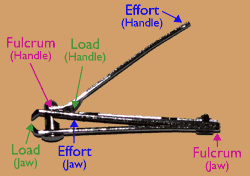 Effort
(Handle)
Fulcrum
(Handle)
Load
(Handle)
Load
(Jaw)
Effort
(Jaw)
Fulcrum
(Jaw)